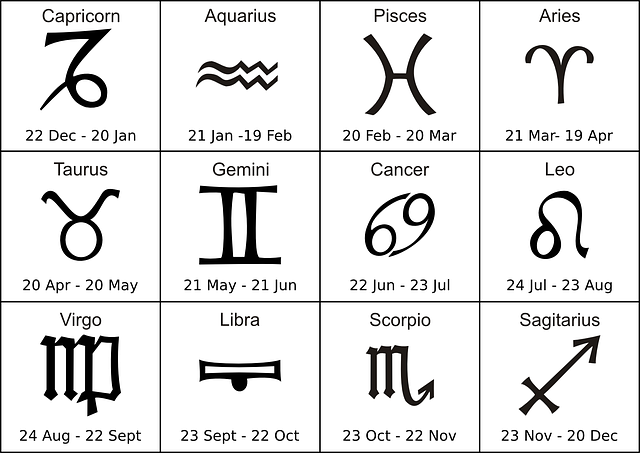 Capricorn Aquarius Pisces Aries
22 Dec - 20 Jan 21 Jan -19 Feb 20 Feb - 20 Mar 21 Mar- 19 Apr
Taurus Gemini Cancer Leo
20 Apr - 20 May 21 May - 21 Jun 22 Jun - 23 Jul 24 Jul - 23 Aug
Virgo Libra Scorpio Sagitarius
24 Aug - 22 Sept 23 Sept - 22 Oct 23 Oct - 22 Nov 23 Nov - 20 Dec